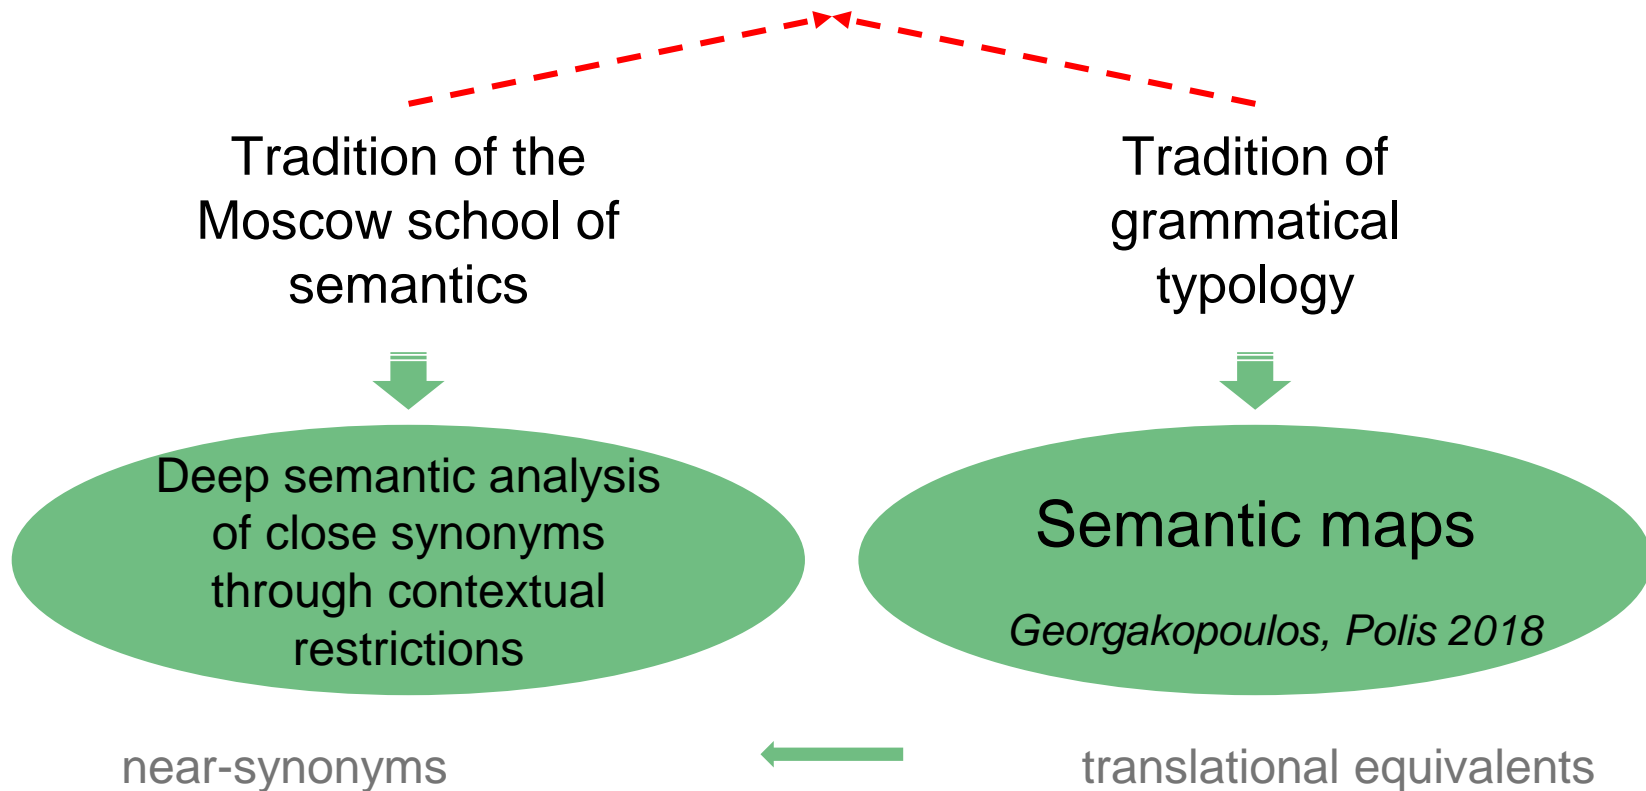 Tradition of the
Moscow school of
semantics
Tradition of
grammatical
typology
Deep semantic analysis
of close synonyms
through contextual
restrictions
Semantic maps
Georgakopoulos, Polis 2018
near-synonyms
translational equivalents